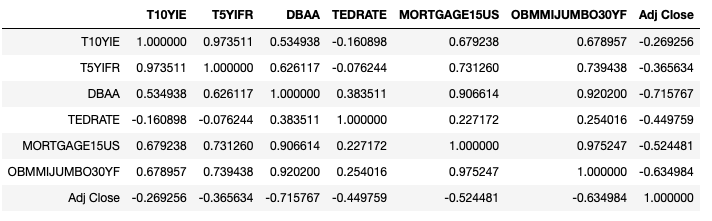 T10YIE T5YIFR DBAA TEDRATE MORTGAGE15US OBMMIJUMBO30YF Adj Close
T10YIE 1.000000 0.973511 0.534938 -0.160898 0.679238 0.678957 -0.269256
T5YIFR 0.973511 1.000000 0.626117 -0.076244 0.731260 0.739438 -0.365634
DBAA 0.534938 0.626117 1.000000 0.383511 0.906614 0.920200 -0.715767
TEDRATE -0.160898 -0.076244 0.383511 1.000000 0.227172 0.254016 -0.449759
MORTGAGE15US 0.679238 0.731260 0.906614 0.227172 1.000000 0.975247 -0.524481
OBMMIJUMBO30YF 0.678957 0.739438 0.920200 0.254016 0.975247 1.000000 -0.634984
Adj Close -0.269256 -0.365634 -0.715767 -0.449759 -0.524481 -0.634984 1.000000